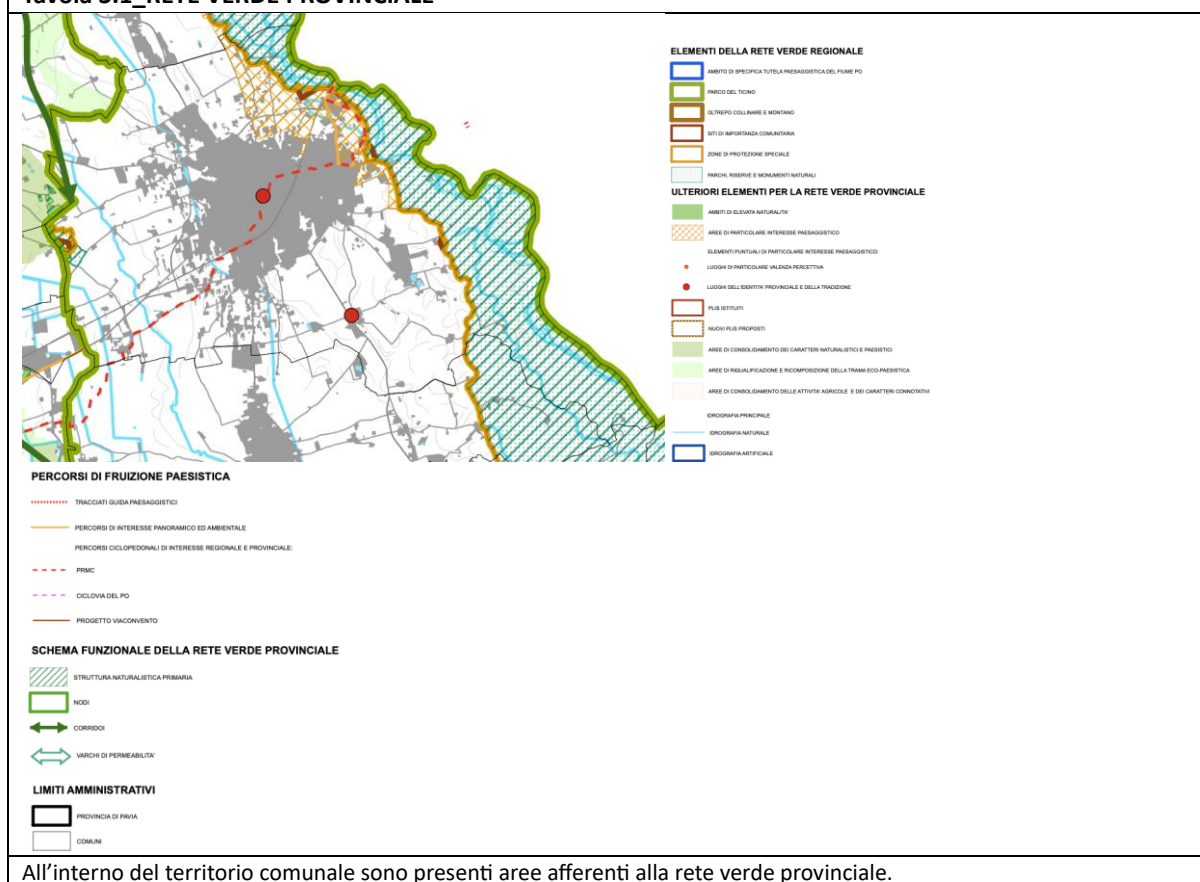 Tavola 3.1_RETE VERDE PROVINCIALE
ELEMENTI DELLA RETE VERDE REGIONALE
AMBITO DI SPECIFICA TUTELA PAESAGGISTICA DEL FIUME PO
PARCO DEL TICINO
OLTREPO COLLINARE E MONTANO
SITI DI IMPORTANZA COMUNITARIA
ZONE DI PROTEZIONE SPECIALE
PARCHI, RISERVE E MONUMENTI NATURALI
ULTERIORI ELEMENTI PER LA RETE VERDE PROVINCIALE
AMBITI DI ELEVATA NATURALITA'
AREE DI PARTICOLARE INTERESSE PAESAGGISTICO
ELEMENTI PUNTUALI DI PARTICOLARE INTERESSE PAESAGGISTICO:
LUOGHI DI PARTICOLARE VALENZA PERCETTIVA
LUOGHI DELL'IDENTITA' PROVINCIALE E DELLA TRADIZIONE
PLIS ISTITUITI
NUOVI PLIS PROPOSTI
AREE DI CONSOLIDAMENTO DEI CARATTERI NATURALISTICI E PAESISTICI
AREE DI RIQUALIFICAZIONE E RICOMPOSIZIONE DELLA TRAMA ECO-PAESISTICA
AREE DI CONSOLIDAMENTO DELLE ATTIVITA' AGRICOLE E DEI CARATTERI CONNOTATIVI
IDROGRAFIA PRINCIPALE
IDROGRAFIA NATURALE
IDROGRAFIA ARTIFICIALE
PERCORSI DI FRUIZIONE PAESISTICA
TRACCIATI GUIDA PAESAGGISTICI
PERCORSI DI INTERESSE PANORAMICO ED AMBIENTALE
PERCORSI CICLOPEDONALI DI INTERESSE REGIONALE E PROVINCIALE:
PRMC
CICLOVIA DEL PO
PROGETTO VIACONVENTO
SCHEMA FUNZIONALE DELLA RETE VERDE PROVINCIALE
STRUTTURA NATURALISTICA PRIMARIA
NODI
CORRIDOI
VARCHI DI PERMEABILITA'
LIMITI AMMINISTRATIVI
PROVINCIA DI PAVIA
COMUNI
All'interno del territorio comunale sono presenti aree afferenti alla rete verde provinciale.